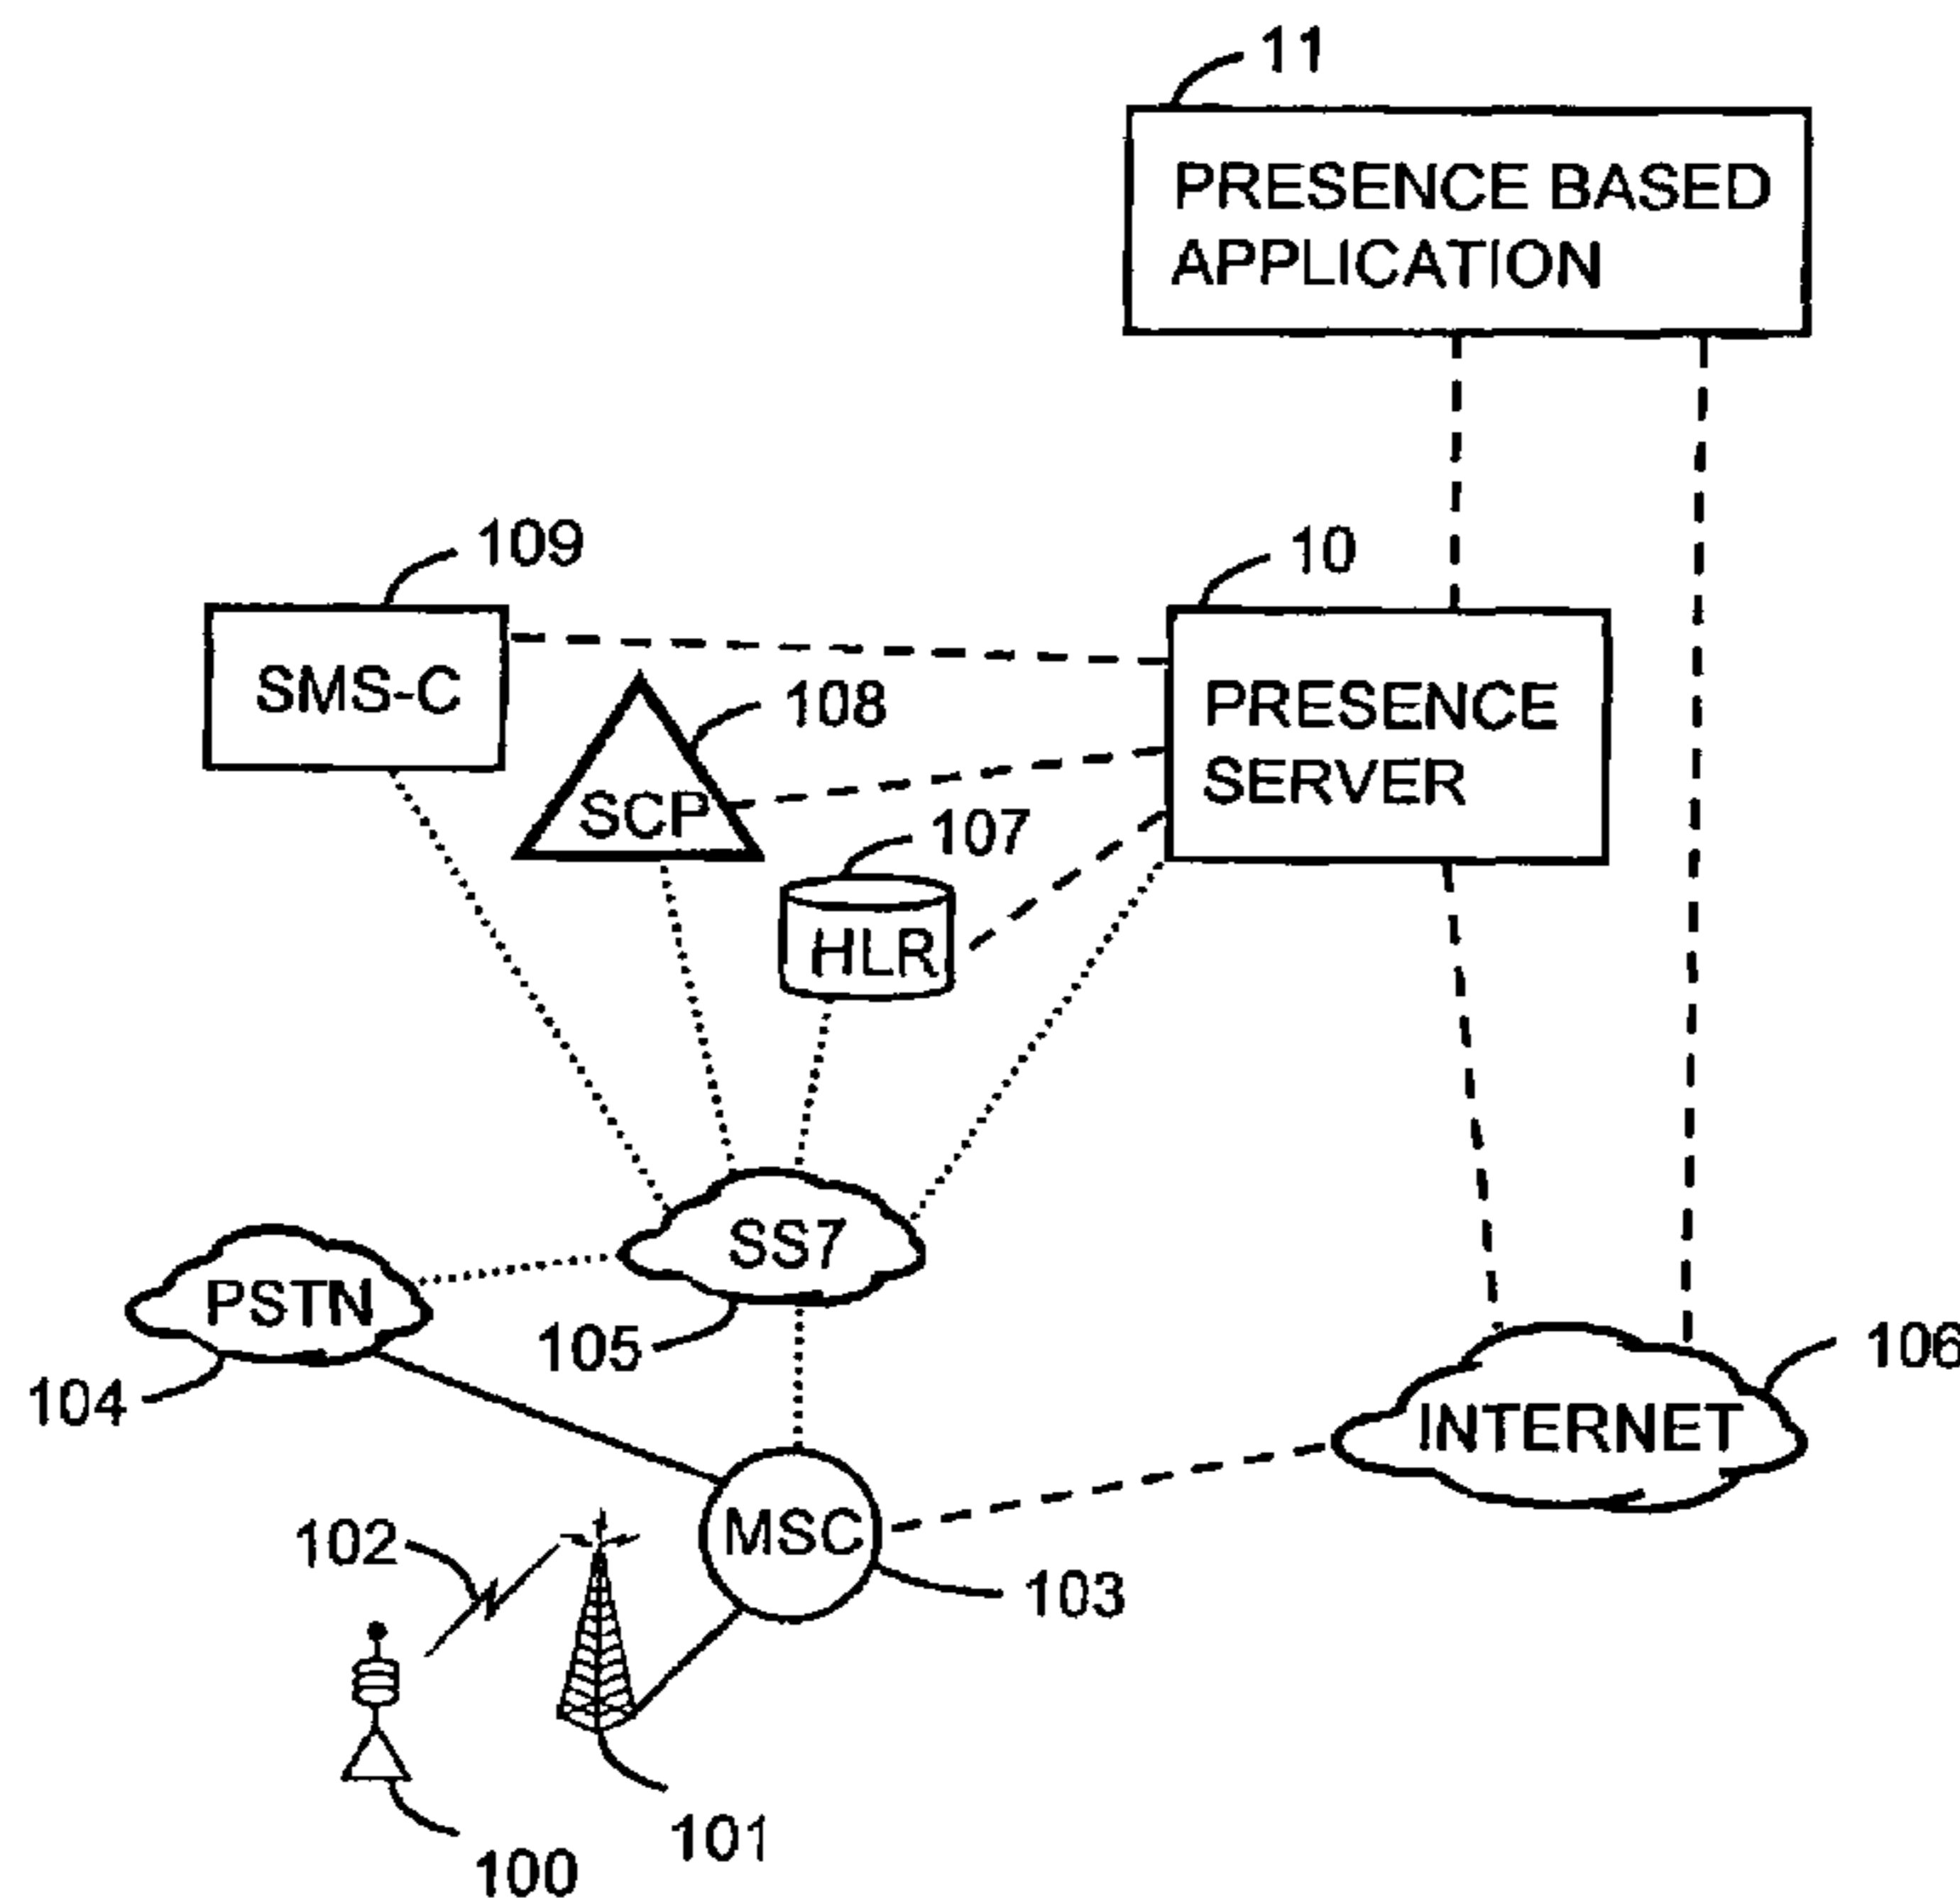 11
PRESENCE BASED
APPLICATION
109
10
SMS-C
108
PRESENCE
SERVER
SCP
107
HLR
SS7
PSTN
105
106
104
INTERNET
102
MSC
103
101
100